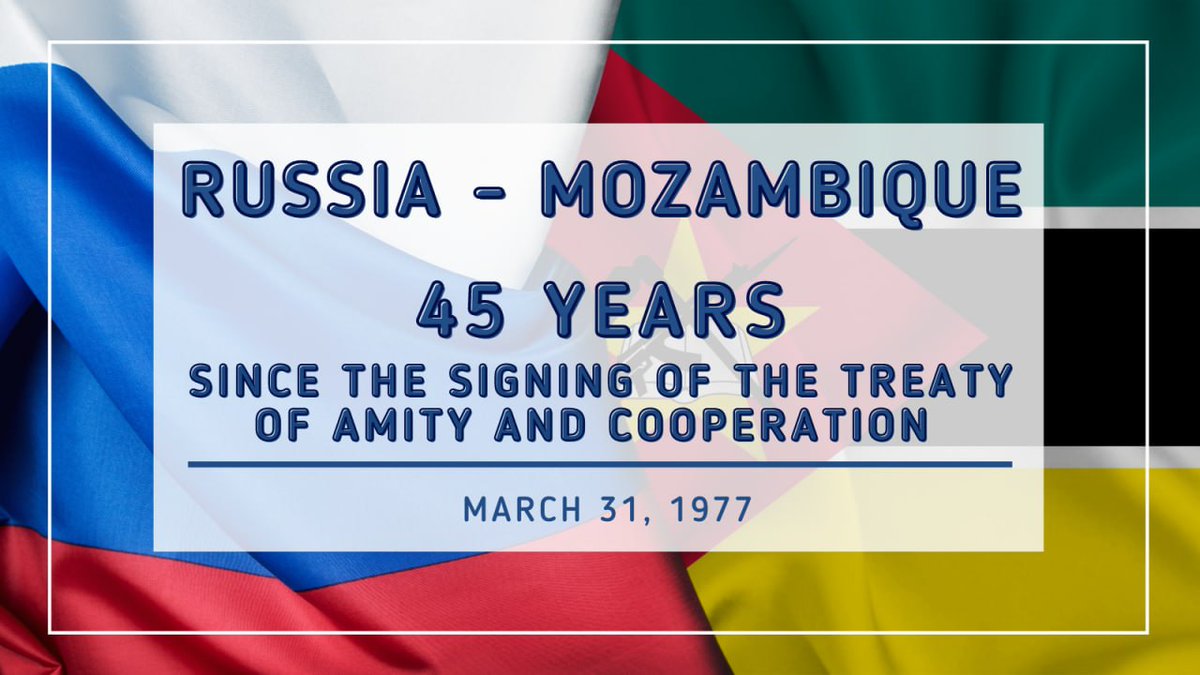 RUSSIA - MOZAMBIQUE
45 YEARS
SINCE THE SIGNING OF THE TREATY
OF AMITY AND COOPERATION
MARCH 31, 1977